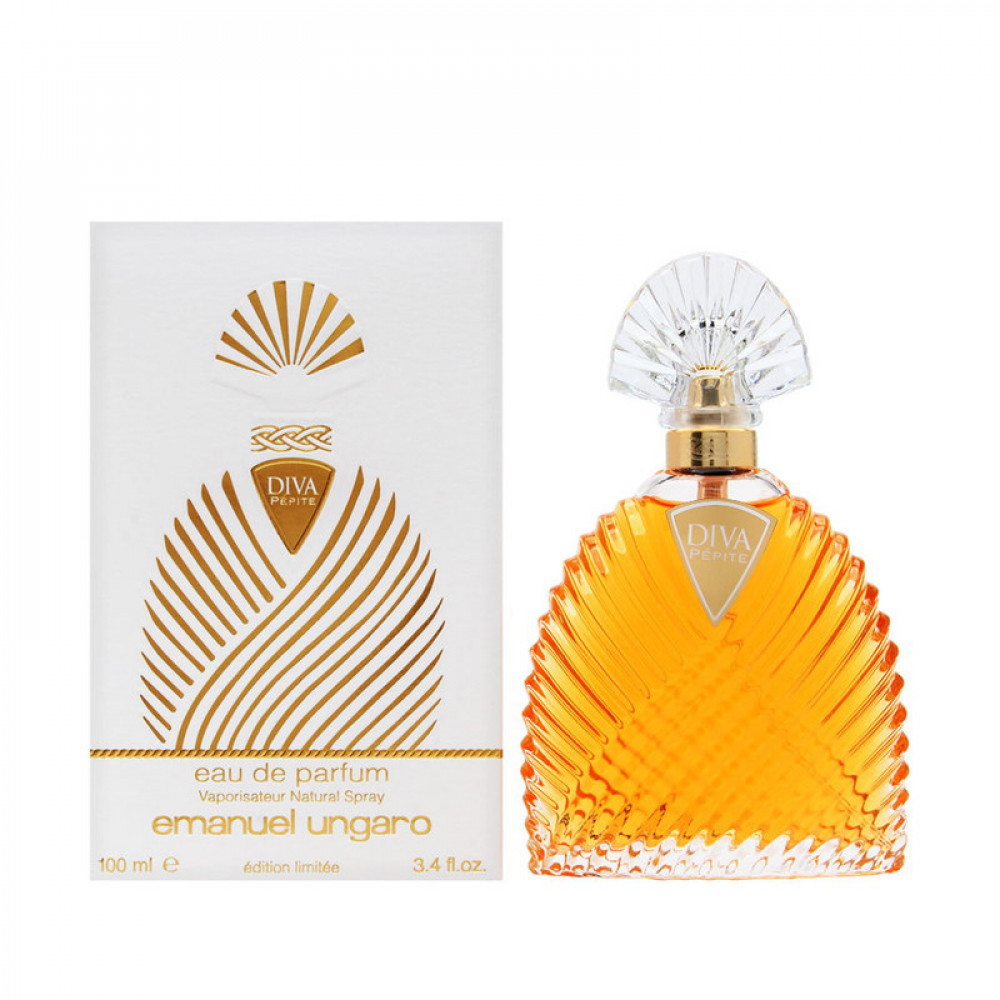 DIVA
PÉPITE
eau de parfum
Vaporisateur Natural Spray
emanuel ungaro
100 ml e
édition limitée
3.4 fl.oz.
DIVA
PÉPITE